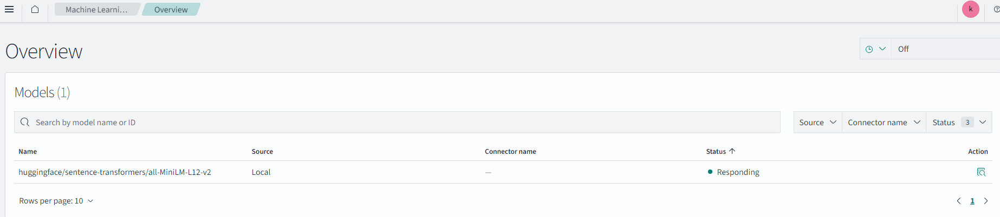 Machine Learni... Overview k
Overview
Off
Models (1)
Search by model name or ID
Source Connector name Status 3
Name Source Connector name Status Action
huggingface/sentence-transformers/all-MiniLM-L12-v2 Local — Responding
Rows per page: 10 1